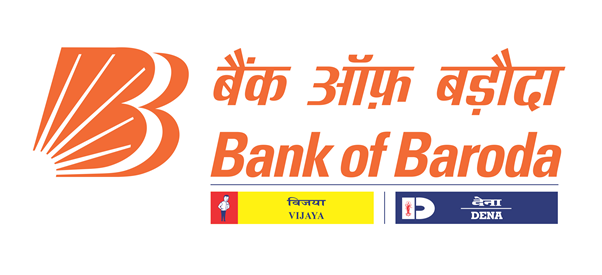 बैंक ऑफ़ बड़ौदा
Bank of Baroda
विजया
VIJAYA
देना
DENA